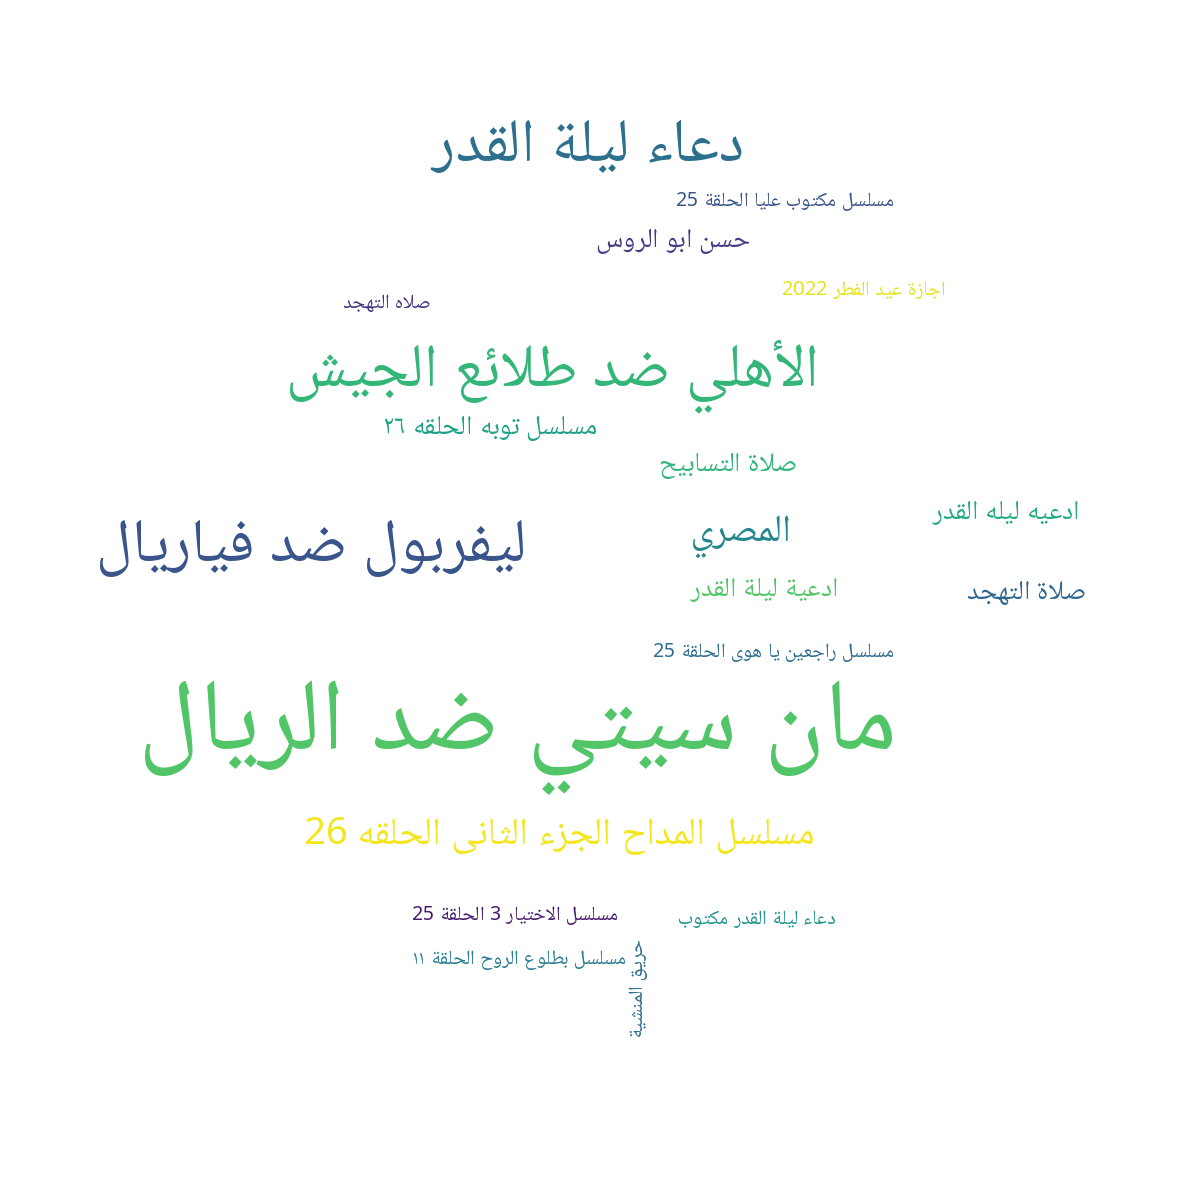 دعاء ليلة القدر
مسلسل مكتوب عليا الحلقة 25
حسن ابو الروس
اجازة عيد الفطر 2022
صلاه التهجد
الأهلي ضد طلائع الجيش
مسلسل توبه الحلقه ٢٦
صلاة التسابيح
ادعيه ليله القدر
المصري
ليفربول ضد فياريال
ادعية ليلة القدر
صلاة التهجد
مسلسل راجعين يا هوى الحلقة 25
مان سيتي ضد الريال
مسلسل المداح الجزء الثانى الحلقه 26
مسلسل الاختيار 3 الحلقة 25
دعاء ليلة القدر مكتوب
مسلسل بطلوع الروح الحلقة ١١
حريق المنشية